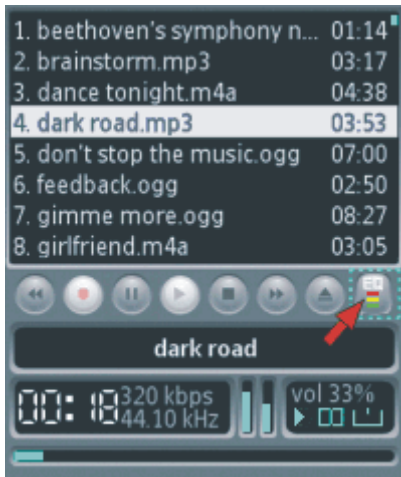 1. beethoven's symphony n... 01:14
2. brainstorm.mp3 03:17
3. dance tonight.m4a 04:38
4. dark road.mp3 03:53
5. don't stop the music.ogg 07:00
6. feedback.ogg 02:50
7. gimme more.ogg 08:27
8. girlfriend.m4a 03:05
EQ
dark road
00:18 320 kbps 44.10 kHz
vol 33%